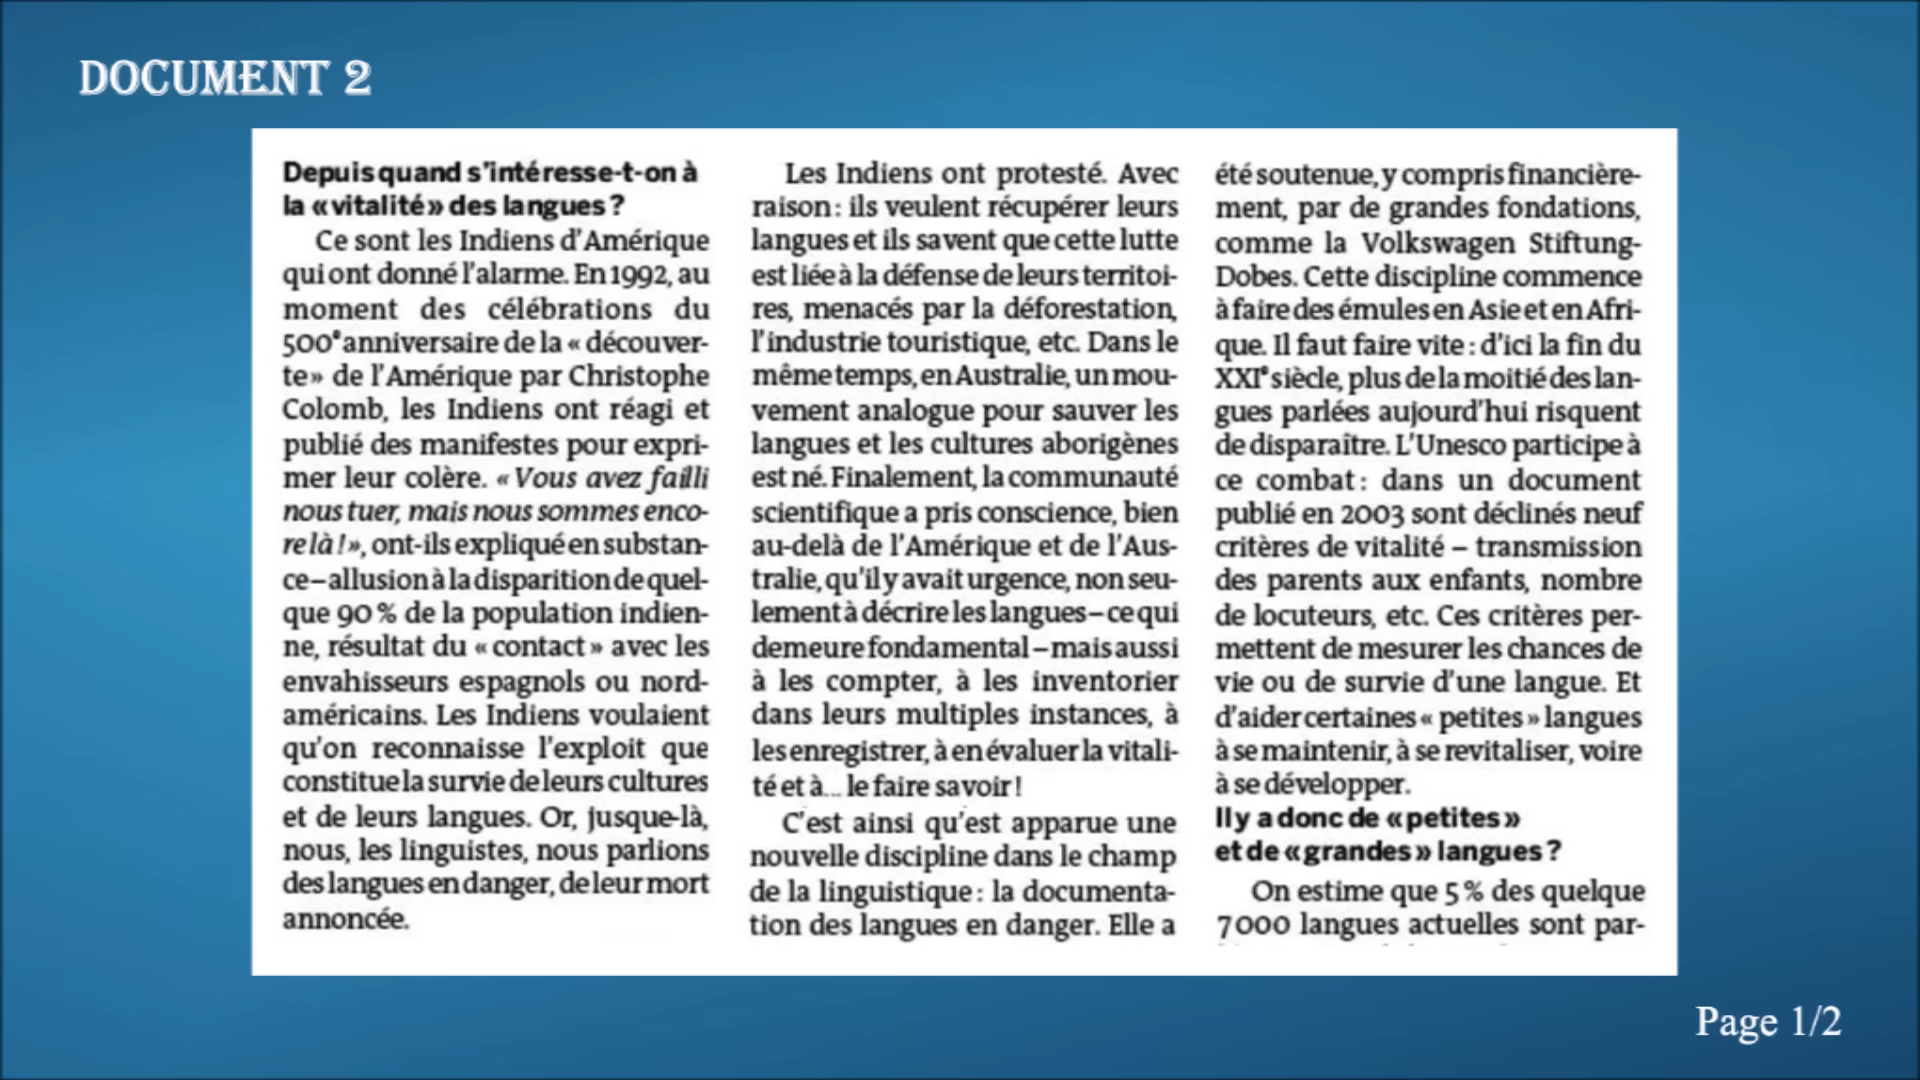 DOCUMENT 2
Depuis quand s'intéresse-t-on à
la «vitalité» des langues ?
Ce sont les Indiens d'Amérique
qui ont donné l'alarme. En 1992, au
moment des célébrations du
500e anniversaire de la « découver-
te» de l'Amérique par Christophe
Colomb, les Indiens ont réagi et
publié des manifestes pour expri-
mer leur colère. « Vous avez failli
nous tuer, mais nous sommes enco-
re là ! », ont-ils expliqué en substan-
ce – allusion à la disparition de quel-
que 90 % de la population indien-
ne, résultat du « contact » avec les
envahisseurs espagnols ou nord-
américains. Les Indiens voulaient
qu'on reconnaisse l'exploit que
constitue la survie de leurs cultures
et de leurs langues. Or, jusque-là,
nous, les linguistes, nous parlions
des langues en danger, de leur mort
annoncée.
Les Indiens ont protesté. Avec
raison : ils veulent récupérer leurs
langues et ils savent que cette lutte
est liée à la défense de leurs territoi-
res, menacés par la déforestation,
l'industrie touristique, etc. Dans le
même temps, en Australie, un mou-
vement analogue pour sauver les
langues et les cultures aborigènes
est né. Finalement, la communauté
scientifique a pris conscience, bien
au-delà de l'Amérique et de l'Aus-
tralie, qu'il y avait urgence, non seu-
lement à décrire les langues – ce qui
demeure fondamental – mais aussi
à les compter, à les inventorier
dans leurs multiples instances, à
les enregistrer, à en évaluer la vitali-
té et à... le faire savoir !
C'est ainsi qu'est apparue une
nouvelle discipline dans le champ
de la linguistique : la documenta-
tion des langues en danger. Elle a
été soutenue, y compris financière-
ment, par de grandes fondations,
comme la Volkswagen Stiftung-
Dobes. Cette discipline commence
à faire des émules en Asie et en Afri-
que. Il faut faire vite : d'ici la fin du
XXIe siècle, plus de la moitié des lan-
gues parlées aujourd'hui risquent
de disparaître. L'Unesco participe à
ce combat : dans un document
publié en 2003 sont déclinés neuf
critères de vitalité – transmission
des parents aux enfants, nombre
de locuteurs, etc. Ces critères per-
mettent de mesurer les chances de
vie ou de survie d'une langue. Et
d'aider certaines « petites » langues
à se maintenir, à se revitaliser, voire
à se développer.
Il y a donc de «petites»
et de «grandes» langues ?
On estime que 5 % des quelque
7 000 langues actuelles sont par-
Page 1/2